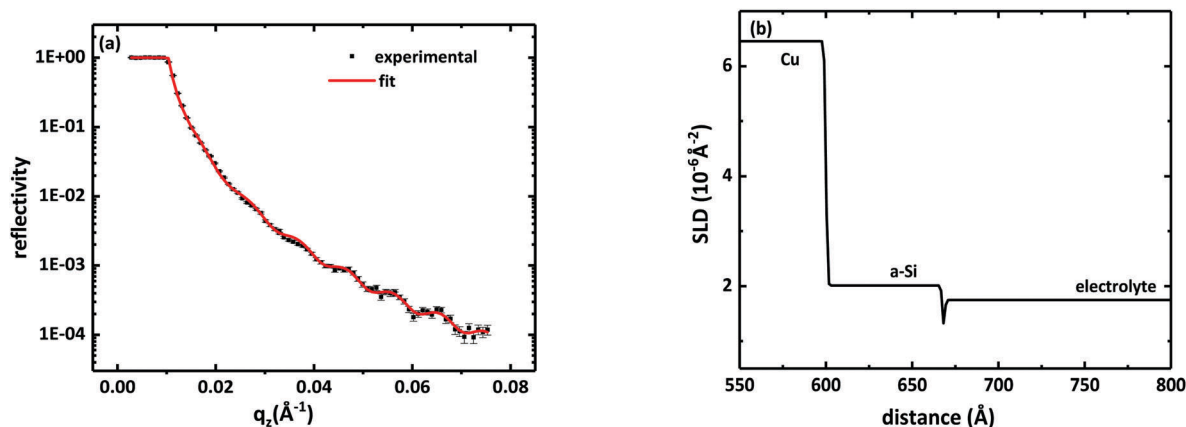 (a)
experimental
fit
1E+00
1E-01
1E-02
1E-03
1E-04
reflectivity
0.00 0.02 0.04 0.06 0.08
q_z(Å⁻¹)
(b)
Cu
a-Si
electrolyte
6
4
2
SLD (10⁻⁶Å⁻²)
550 600 650 700 750 800
distance (Å)